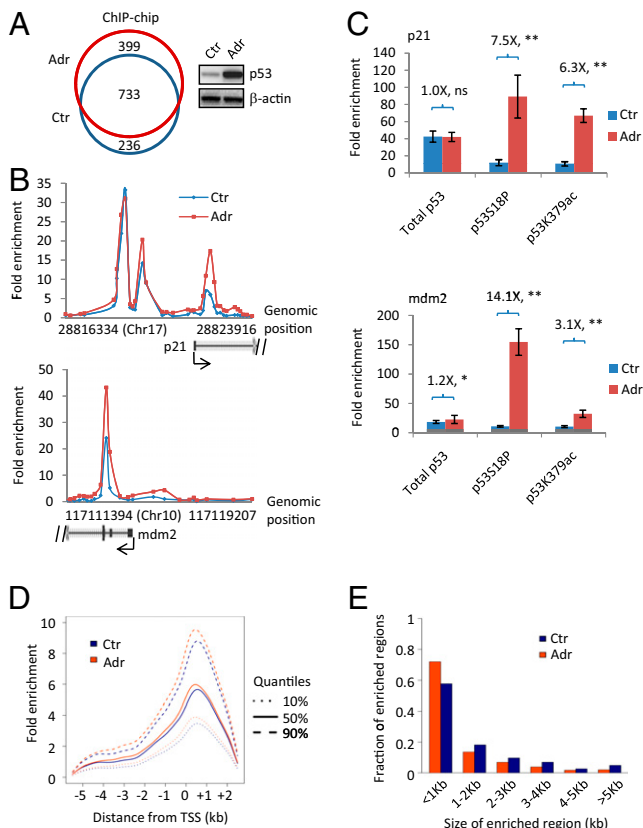 A
ChIP-chip
Adr
399
733
Ctr
236
Ctr
Adr
p53
β-actin
B
Fold enrichment
35
30
25
20
15
10
5
0
Ctr
Adr
28816334 (Chr17)
28823916
Genomic
position
p21
Fold enrichment
50
40
30
20
10
0
117111394 (Chr10)
117119207
Genomic
position
mdm2
C
p21
Fold enrichment
140
120
100
80
60
40
20
0
1.0X, ns
7.5X, **
6.3X, **
Ctr
Adr
Total p53
p53S18P
p53K379ac
mdm2
Fold enrichment
200
150
100
50
0
1.2X, *
14.1X, **
3.1X, **
Ctr
Adr
Total p53
p53S18P
p53K379ac
D
Fold enrichment
10
8
6
4
2
0
Ctr
Adr
Quantiles
10%
50%
90%
-5
-4
-3
-2
-1
0
+1
+2
Distance from TSS (kb)
E
Fraction of enriched regions
1
0.8
0.6
0.4
0.2
0
Ctr
Adr
<1Kb
1-2Kb
2-3Kb
3-4Kb
4-5Kb
>5Kb
Size of enriched region (kb)